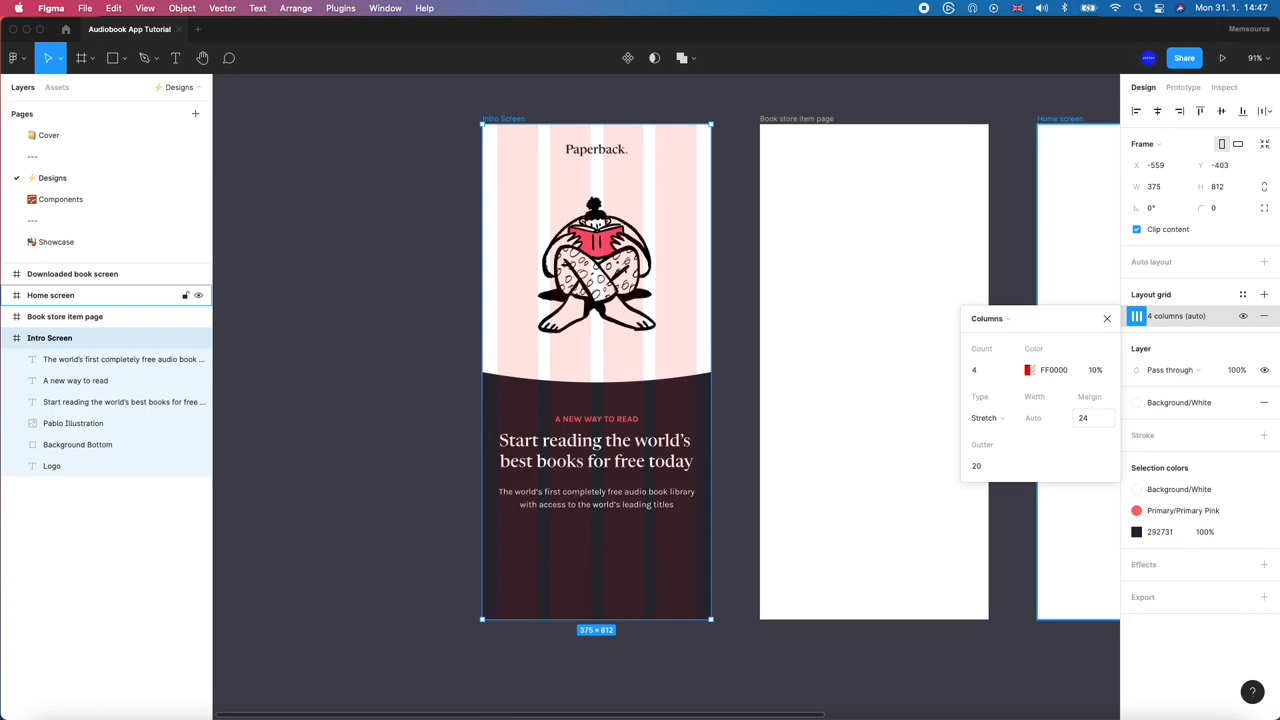 Figma File Edit View Object Vector Text Arrange Plugins Window Help
Audiobook App Tutorial
Memsource
Share
91%
Layers Assets ⚡ Designs
Pages
Cover
---
⚡ Designs
Components
---
Showcase
Downloaded book screen
Home screen
Book store item page
Intro Screen
The world's first completely free audio book ...
A new way to read
Start reading the world's best books for free ...
Pablo Illustration
Background Bottom
Logo
Intro Screen
Paperback.
A NEW WAY TO READ
Start reading the world's
best books for free today
The world's first completely free audio book library
with access to the world's leading titles
375 × 812
Book store item page
Home screen
Columns
Count Color
4 FF0000 10%
Type Width Margin
Stretch Auto 24
Gutter
20
Design Prototype Inspect
Frame
X -559 Y -403
W 375 H 812
0° 0
Clip content
Auto layout
Layout grid
4 columns (auto)
Layer
Pass through 100%
Background/White
Stroke
Selection colors
Background/White
Primary/Primary Pink
292731 100%
Effects
Export
?